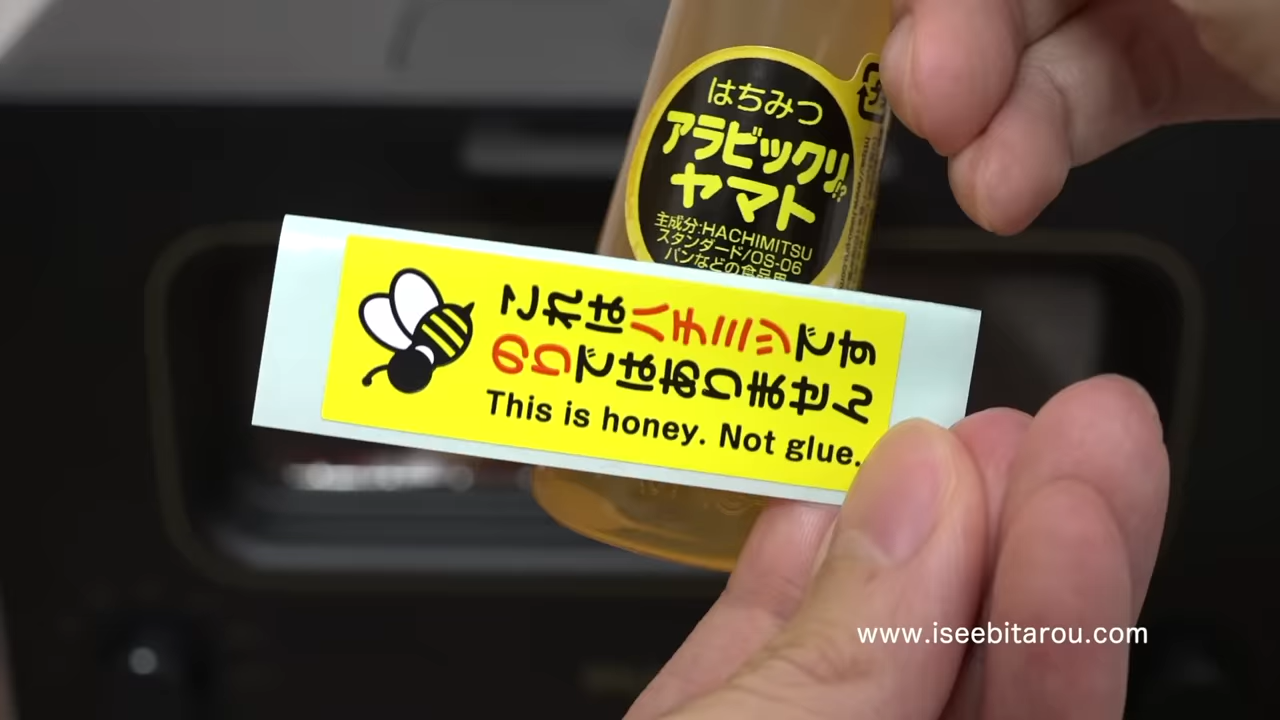 はちみつ
アラビックリ!?
ヤマト
主成分:HACHIMITSU
スタンダード/OS-06
パンなどの食品用
これはハチミツです
のりではありません
This is honey. Not glue.
www.iseebitarou.com